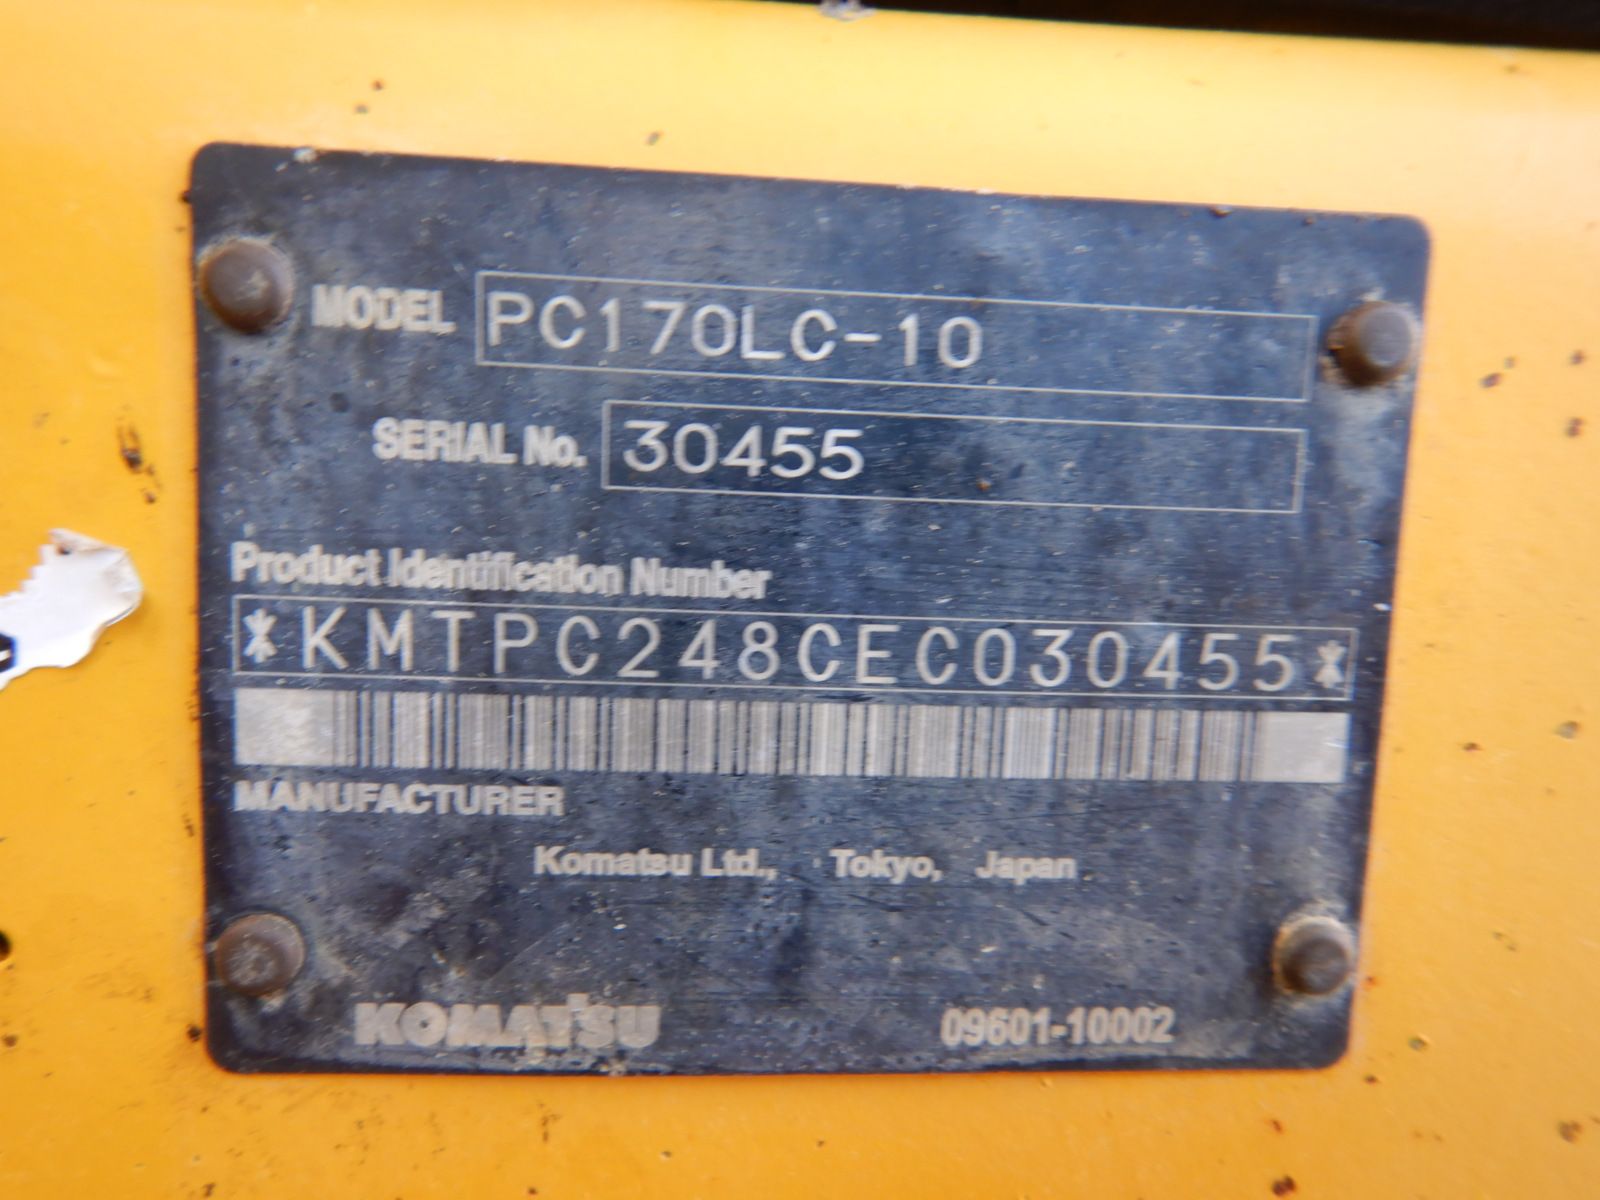 MODEL PC170LC-10
SERIAL No. 30455
Product Identification Number
*KMTPC248CEC030455*
MANUFACTURER
Komatsu Ltd., Tokyo, Japan
KOMATSU 09601-10002